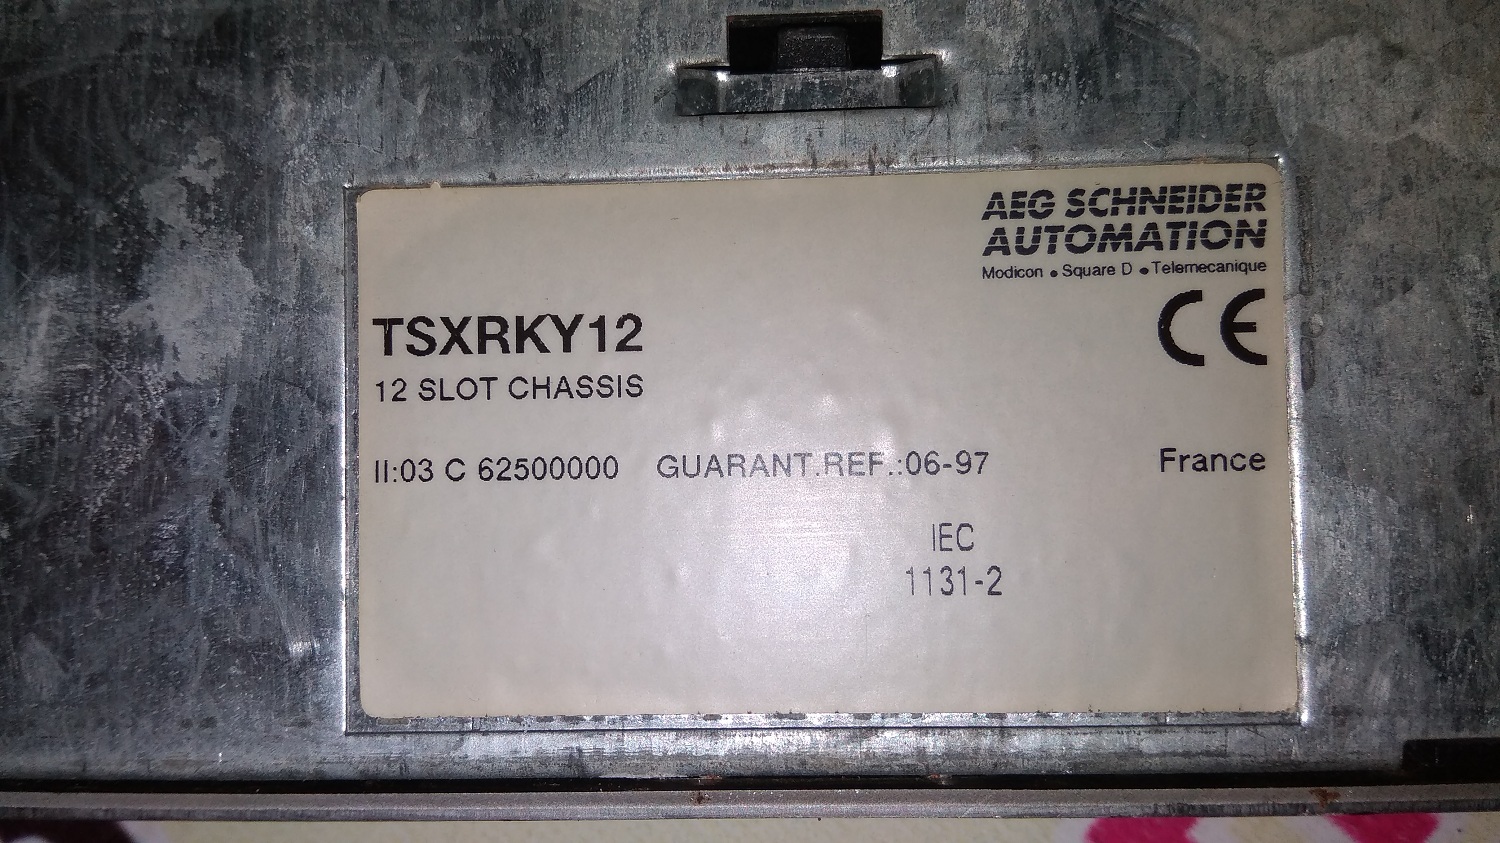 AEG SCHNEIDER
AUTOMATION
Modicon • Square D • Telemecanique
CE
TSXRKY12
12 SLOT CHASSIS
II:03 C 62500000 GUARANT.REF.:06-97 France
IEC
1131-2